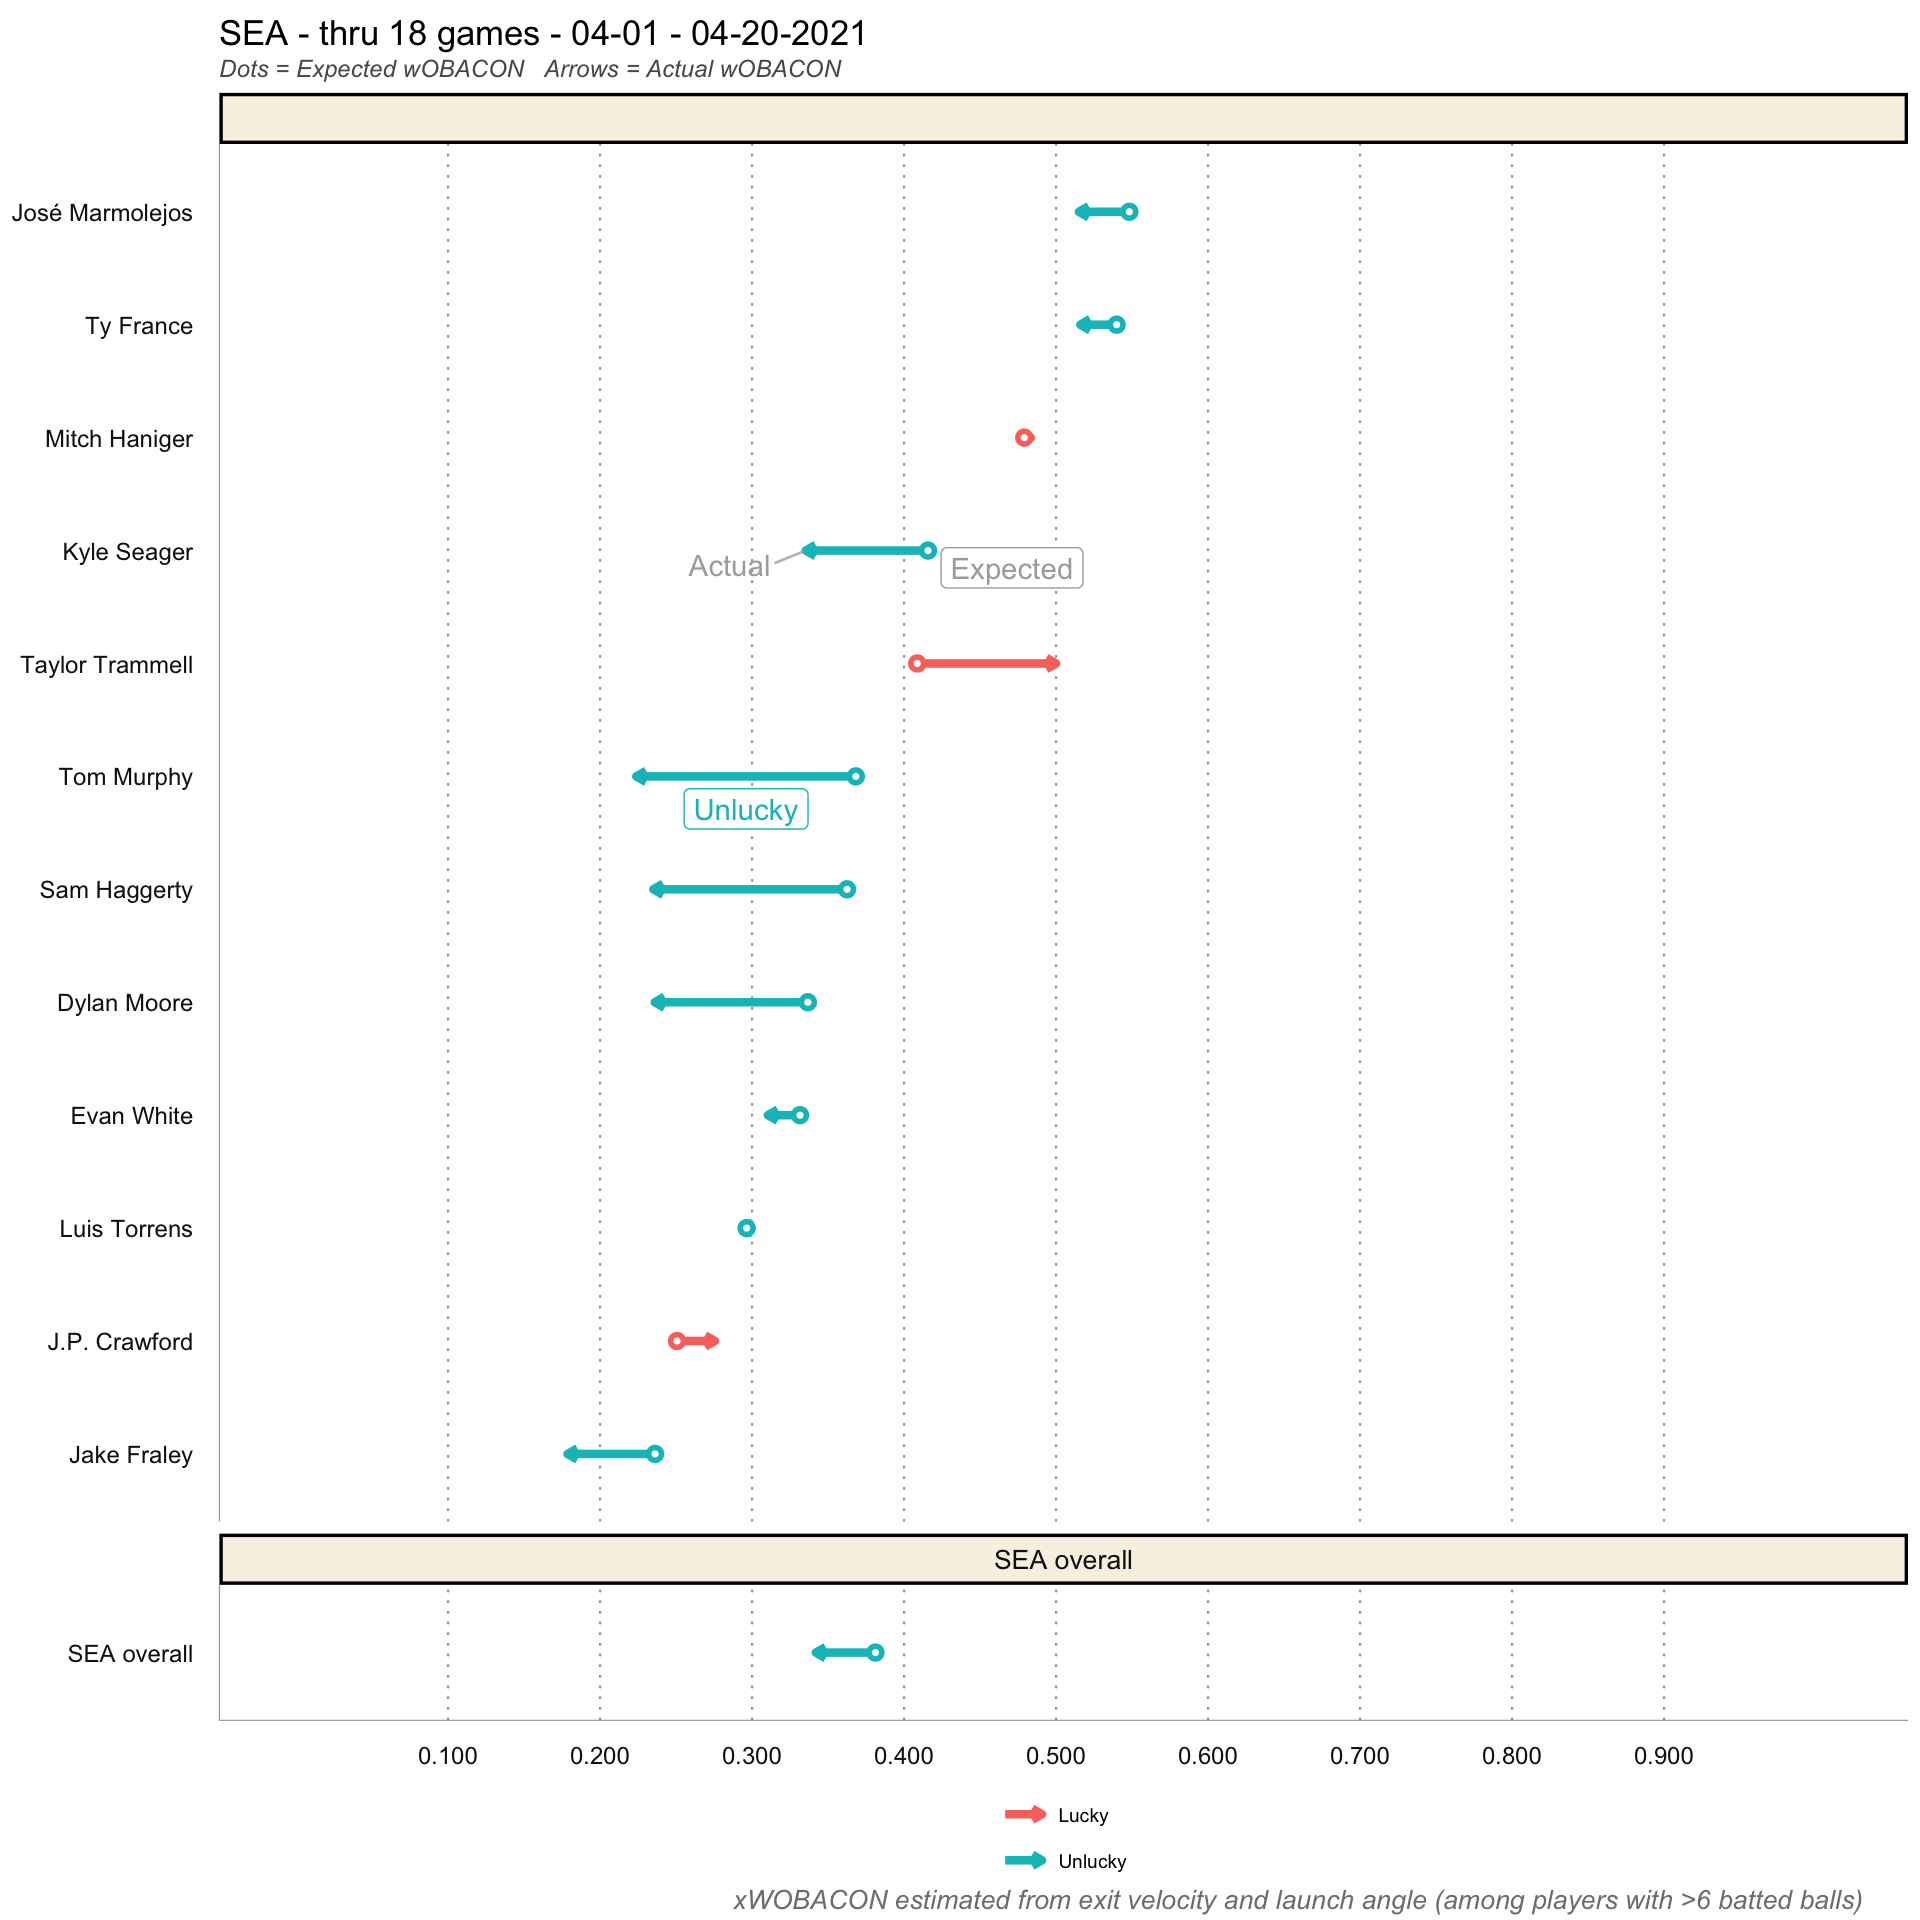 SEA - thru 18 games - 04-01 - 04-20-2021
Dots = Expected wOBACON   Arrows = Actual wOBACON
José Marmolejos
Ty France
Mitch Haniger
Kyle Seager
Actual
Expected
Taylor Trammell
Tom Murphy
Unlucky
Sam Haggerty
Dylan Moore
Evan White
Luis Torrens
J.P. Crawford
Jake Fraley
SEA overall
SEA overall
0.100 0.200 0.300 0.400 0.500 0.600 0.700 0.800 0.900
Lucky
Unlucky
xWOBACON estimated from exit velocity and launch angle (among players with >6 batted balls)